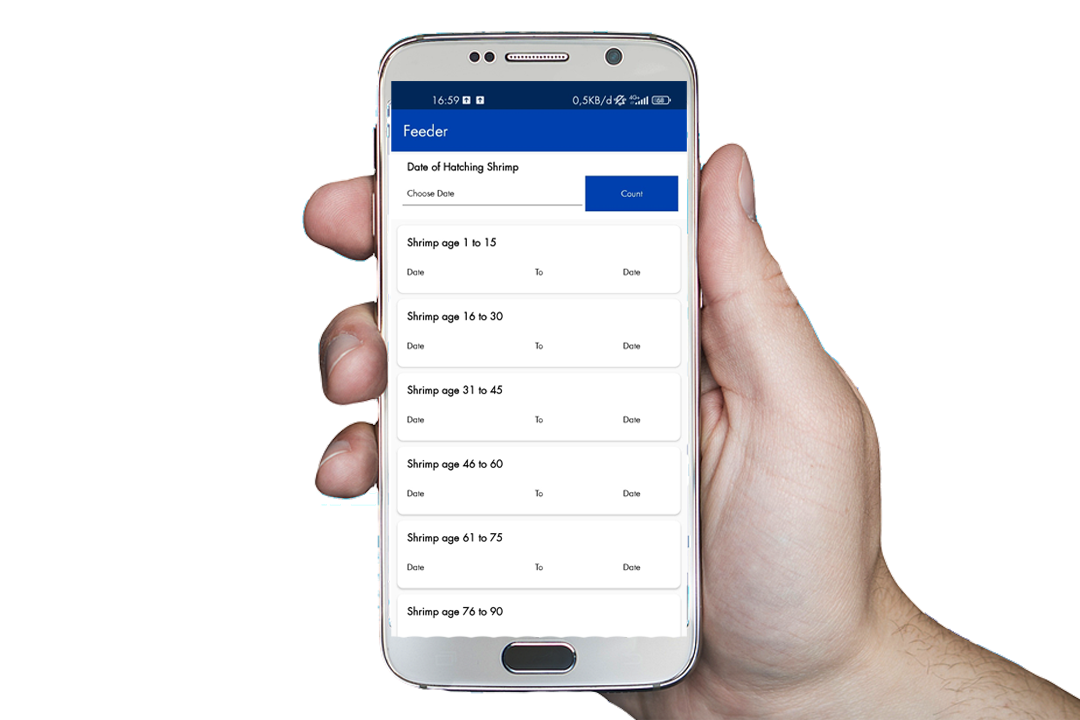 16:59 0,5KB/d 4G 68
Feeder
Date of Hatching Shrimp
Choose Date Count
Shrimp age 1 to 15
Date To Date
Shrimp age 16 to 30
Date To Date
Shrimp age 31 to 45
Date To Date
Shrimp age 46 to 60
Date To Date
Shrimp age 61 to 75
Date To Date
Shrimp age 76 to 90